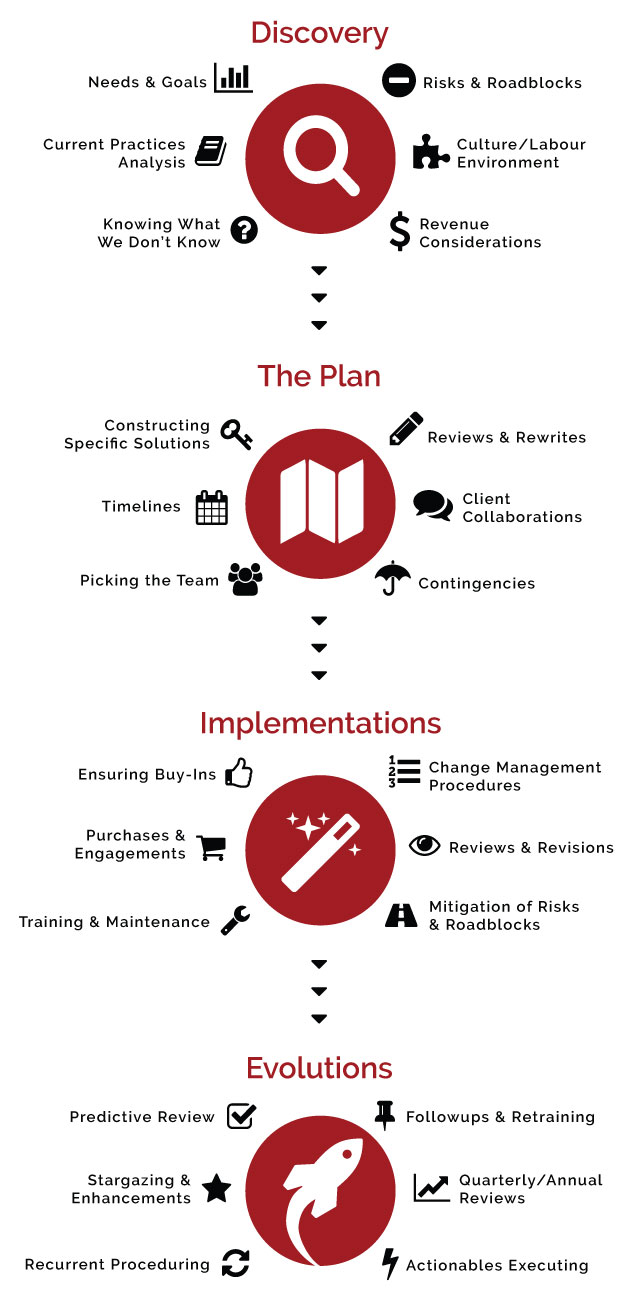 Discovery
Needs & Goals
Risks & Roadblocks
Current Practices
Analysis
Culture/Labour
Environment
Knowing What
We Don't Know
Revenue
Considerations
The Plan
Constructing
Specific Solutions
Reviews & Rewrites
Timelines
Client
Collaborations
Picking the Team
Contingencies
Implementations
Ensuring Buy-Ins
1
2
3
Change Management
Procedures
Purchases &
Engagements
Reviews & Revisions
Training & Maintenance
Mitigation of Risks
& Roadblocks
Evolutions
Predictive Review
Followups & Retraining
Stargazing &
Enhancements
Quarterly/Annual
Reviews
Recurrent Proceduring
Actionables Executing